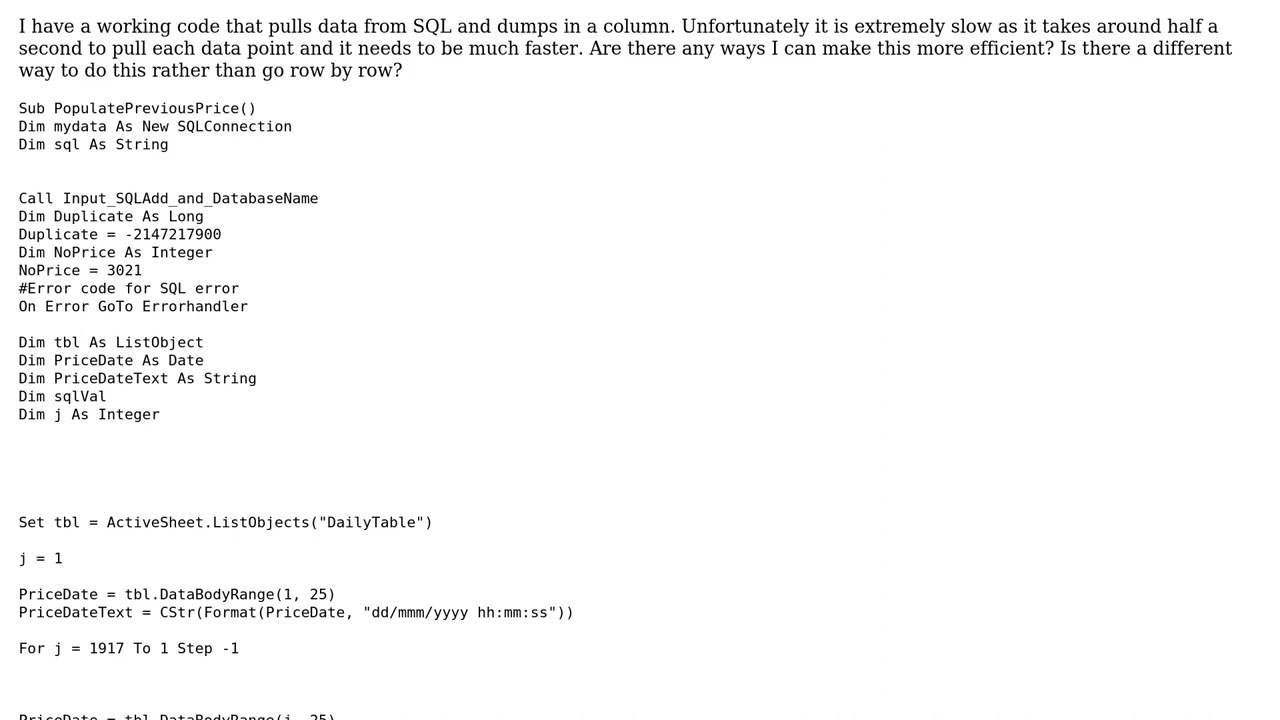 I have a working code that pulls data from SQL and dumps in a column. Unfortunately it is extremely slow as it takes around half a
second to pull each data point and it needs to be much faster. Are there any ways I can make this more efficient? Is there a different
way to do this rather than go row by row?
Sub PopulatePreviousPrice()
Dim mydata As New SQLConnection
Dim sql As String
Call Input_SQLAdd_and_DatabaseName
Dim Duplicate As Long
Duplicate = -2147217900
Dim NoPrice As Integer
NoPrice = 3021
#Error code for SQL error
On Error GoTo Errorhandler
Dim tbl As ListObject
Dim PriceDate As Date
Dim PriceDateText As String
Dim sqlVal
Dim j As Integer
Set tbl = ActiveSheet.ListObjects("DailyTable")
j = 1
PriceDate = tbl.DataBodyRange(1, 25)
PriceDateText = CStr(Format(PriceDate, "dd/mmm/yyyy hh:mm:ss"))
For j = 1917 To 1 Step -1
PriceDate = tbl.DataBodyRange(j, 25)